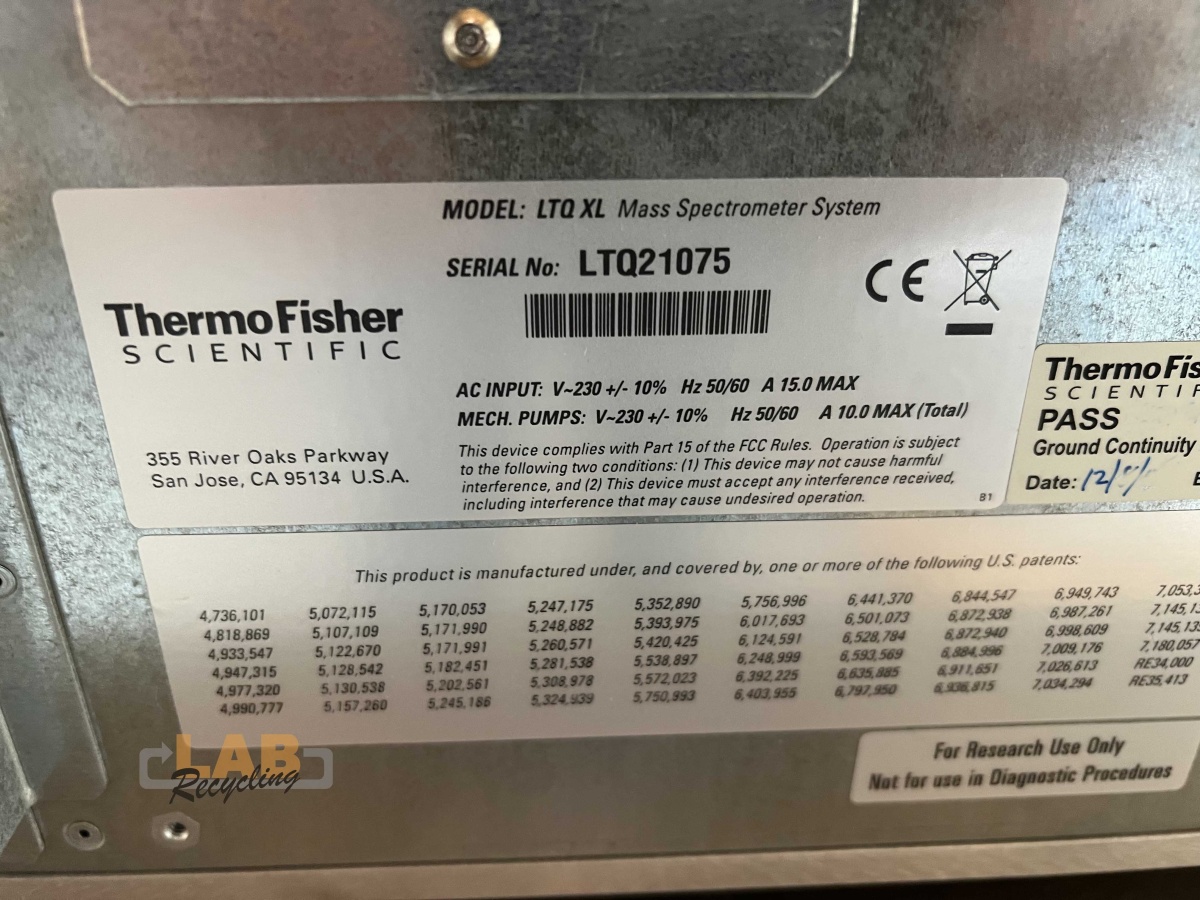 MODEL: LTQ XL Mass Spectrometer System
SERIAL No: LTQ21075
CE
ThermoFisher
SCIENTIFIC
AC INPUT: V~230 +/- 10% Hz 50/60 A 15.0 MAX
MECH. PUMPS: V~230 +/- 10% Hz 50/60 A 10.0 MAX (Total)
355 River Oaks Parkway
San Jose, CA 95134 U.S.A.
This device complies with Part 15 of the FCC Rules. Operation is subject
to the following two conditions: (1) This device may not cause harmful
interference, and (2) This device must accept any interference received,
including interference that may cause undesired operation.
B1
ThermoFis
SCIENTIF
PASS
Ground Continuity
Date: 12/
This product is manufactured under, and covered by, one or more of the following U.S. patents:
4,736,101 5,072,115 5,170,053 5,247,175 5,352,890 5,756,996 6,441,370 6,844,547 6,949,743 7,053,3
4,818,869 5,107,109 5,171,990 5,248,882 5,393,975 6,017,693 6,501,073 6,872,938 6,987,261 7,145,13
4,933,547 5,122,670 5,171,991 5,260,571 5,420,425 6,124,591 6,528,784 6,872,940 6,998,609 7,145,135
4,947,315 5,128,542 5,182,451 5,281,538 5,538,897 6,248,999 6,593,569 6,884,996 7,009,176 7,180,057
4,977,320 5,130,538 5,202,561 5,308,978 5,572,023 6,392,225 6,635,885 6,911,651 7,026,613 RE34,000
4,990,777 5,157,260 5,245,186 5,324,939 5,750,993 6,403,955 6,797,950 6,936,815 7,034,294 RE35,413
LAB
Recycling
For Research Use Only
Not for use in Diagnostic Procedures